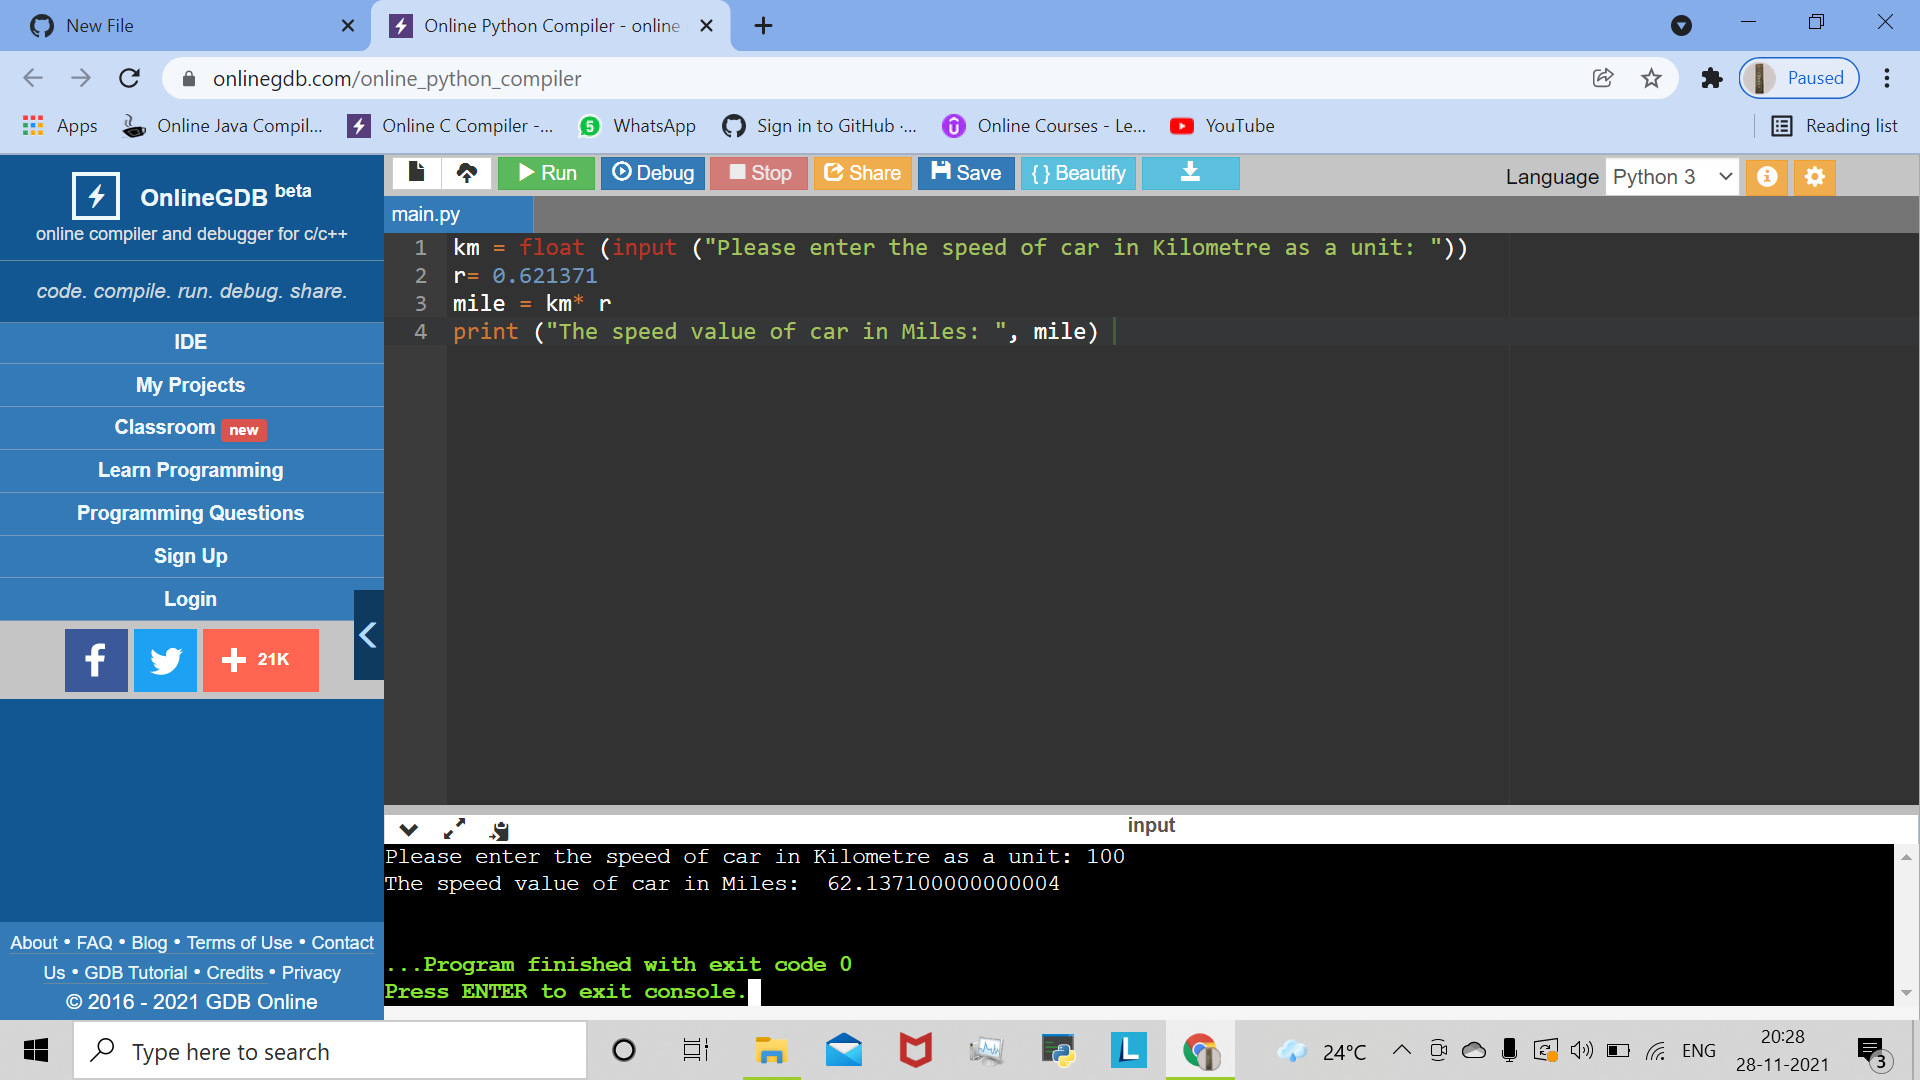 New File
Online Python Compiler - online
onlinegdb.com/online_python_compiler
Paused
Apps
Online Java Compil...
Online C Compiler -...
5
WhatsApp
Sign in to GitHub ·...
Online Courses - Le...
YouTube
Reading list
OnlineGDB beta
online compiler and debugger for c/c++
code. compile. run. debug. share.
IDE
My Projects
Classroom new
Learn Programming
Programming Questions
Sign Up
Login
21K
About • FAQ • Blog • Terms of Use • Contact
Us • GDB Tutorial • Credits • Privacy
© 2016 - 2021 GDB Online
Run
Debug
Stop
Share
Save
{ } Beautify
Language Python 3
main.py
1 km = float (input ("Please enter the speed of car in Kilometre as a unit: "))
2 r= 0.621371
3 mile = km* r
4 print ("The speed value of car in Miles: ", mile)
input
Please enter the speed of car in Kilometre as a unit: 100
The speed value of car in Miles:  62.137100000000004
...Program finished with exit code 0
Press ENTER to exit console.
Type here to search
L
24°C
ENG
20:28
28-11-2021
3